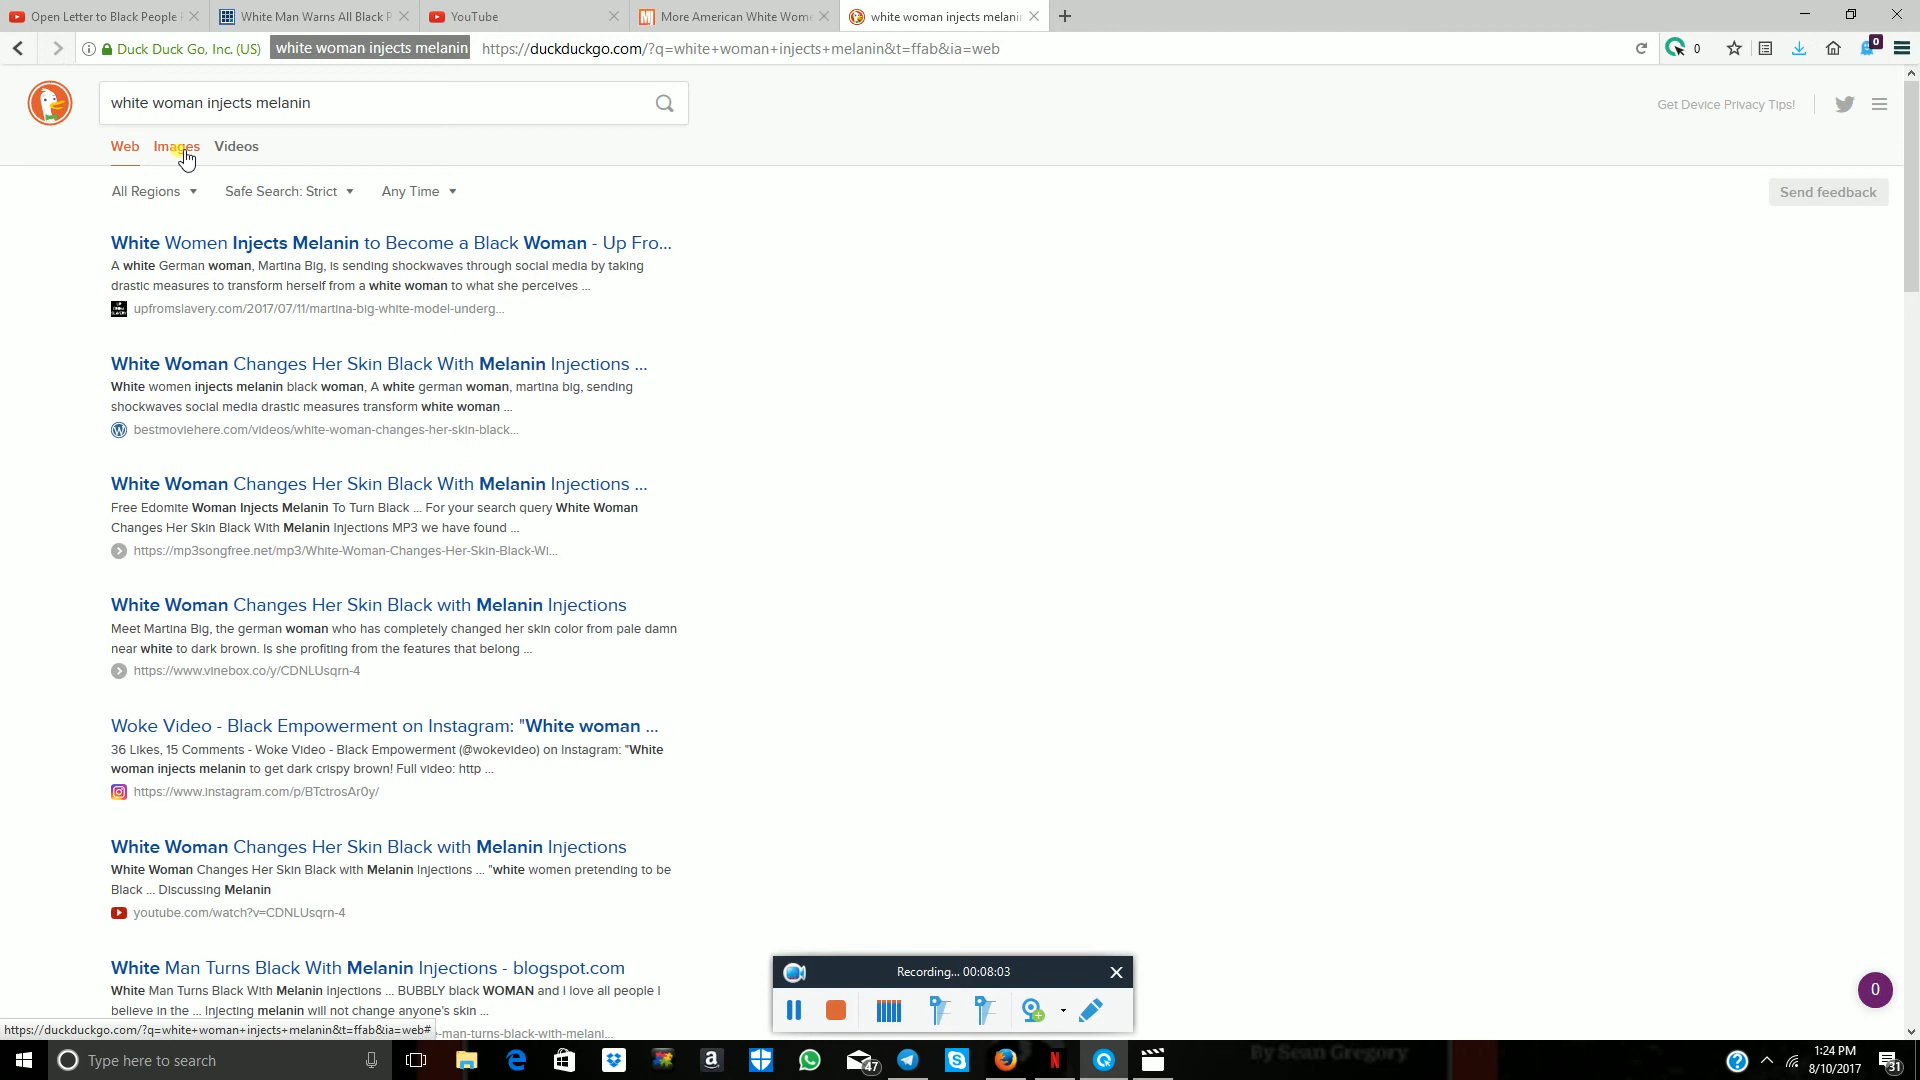 Open Letter to Black People
White Man Warns All Black P
YouTube
More American White Wom
white woman injects melanin
Duck Duck Go, Inc. (US)
white woman injects melanin
https://duckduckgo.com/?q=white+woman+injects+melanin&t=ffab&ia=web
0
0
white woman injects melanin
Get Device Privacy Tips!
Web
Images
Videos
All Regions
Safe Search: Strict
Any Time
Send feedback
White Women Injects Melanin to Become a Black Woman - Up Fro...
A white German woman, Martina Big, is sending shockwaves through social media by taking
drastic measures to transform herself from a white woman to what she perceives ...
upfromslavery.com/2017/07/11/martina-big-white-model-underg...
White Woman Changes Her Skin Black With Melanin Injections ...
White women injects melanin black woman, A white german woman, martina big, sending
shockwaves social media drastic measures transform white woman ...
bestmoviehere.com/videos/white-woman-changes-her-skin-black...
White Woman Changes Her Skin Black With Melanin Injections ...
Free Edomite Woman Injects Melanin To Turn Black ... For your search query White Woman
Changes Her Skin Black With Melanin Injections MP3 we have found ...
https://mp3songfree.net/mp3/White-Woman-Changes-Her-Skin-Black-Wi...
White Woman Changes Her Skin Black with Melanin Injections
Meet Martina Big, the german woman who has completely changed her skin color from pale damn
near white to dark brown. Is she profiting from the features that belong ...
https://www.vinebox.co/y/CDNLUsqrn-4
Woke Video - Black Empowerment on Instagram: "White woman ...
36 Likes, 15 Comments - Woke Video - Black Empowerment (@wokevideo) on Instagram: "White
woman injects melanin to get dark crispy brown! Full video: http ...
https://www.instagram.com/p/BTctrosAr0y/
White Woman Changes Her Skin Black with Melanin Injections
White Woman Changes Her Skin Black with Melanin Injections ... "white women pretending to be
Black ... Discussing Melanin
youtube.com/watch?v=CDNLUsqrn-4
White Man Turns Black With Melanin Injections - blogspot.com
White Man Turns Black With Melanin Injections ... BUBBLY black WOMAN and I love all people I
believe in the ... Injecting melanin will not change anyone's skin ...
-man-turns-black-with-melani...
https://duckduckgo.com/?q=white+woman+injects+melanin&t=ffab&ia=web#
Recording... 00:08:03
0
Type here to search
47
By Sean Gregory
1:24 PM
8/10/2017
31